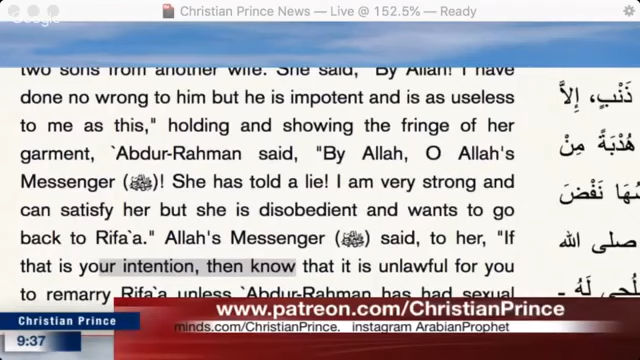 Christian Prince News — Live @ 152.5% — Ready
Google
two sons from another wife. She said, "By Allah! I have
done no wrong to him but he is impotent and is as useless
to me as this," holding and showing the fringe of her
garment, `Abdur-Rahman said, "By Allah, O Allah's
Messenger (ﷺ)! She has told a lie! I am very strong and
can satisfy her but she is disobedient and wants to go
back to Rifa`a." Allah's Messenger (ﷺ) said, to her, "If
that is your intention, then know that it is unlawful for you
to remarry Rifa`a unless `Abdur-Rahman has had sexual
ذَنْبٍ، إِلاَّ
هُدْبَةً مِنْ
نَفْضَ
صلى الله
لَهُ ـ
www.patreon.com/ChristianPrince
Christian Prince
minds.com/ChristianPrince. instagram ArabianProphet
9:37